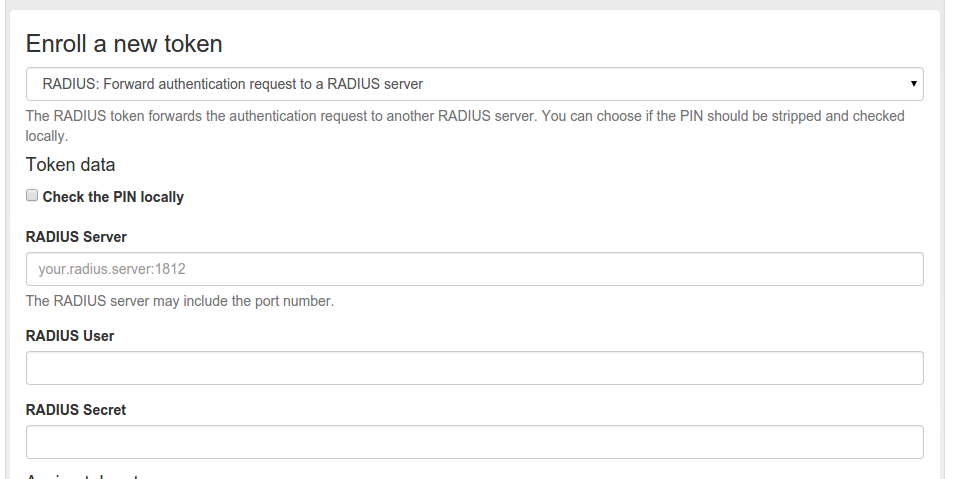 Enroll a new token
RADIUS: Forward authentication request to a RADIUS server
The RADIUS token forwards the authentication request to another RADIUS server. You can choose if the PIN should be stripped and checked
locally.
Token data
Check the PIN locally
RADIUS Server
your.radius.server:1812
The RADIUS server may include the port number.
RADIUS User
RADIUS Secret